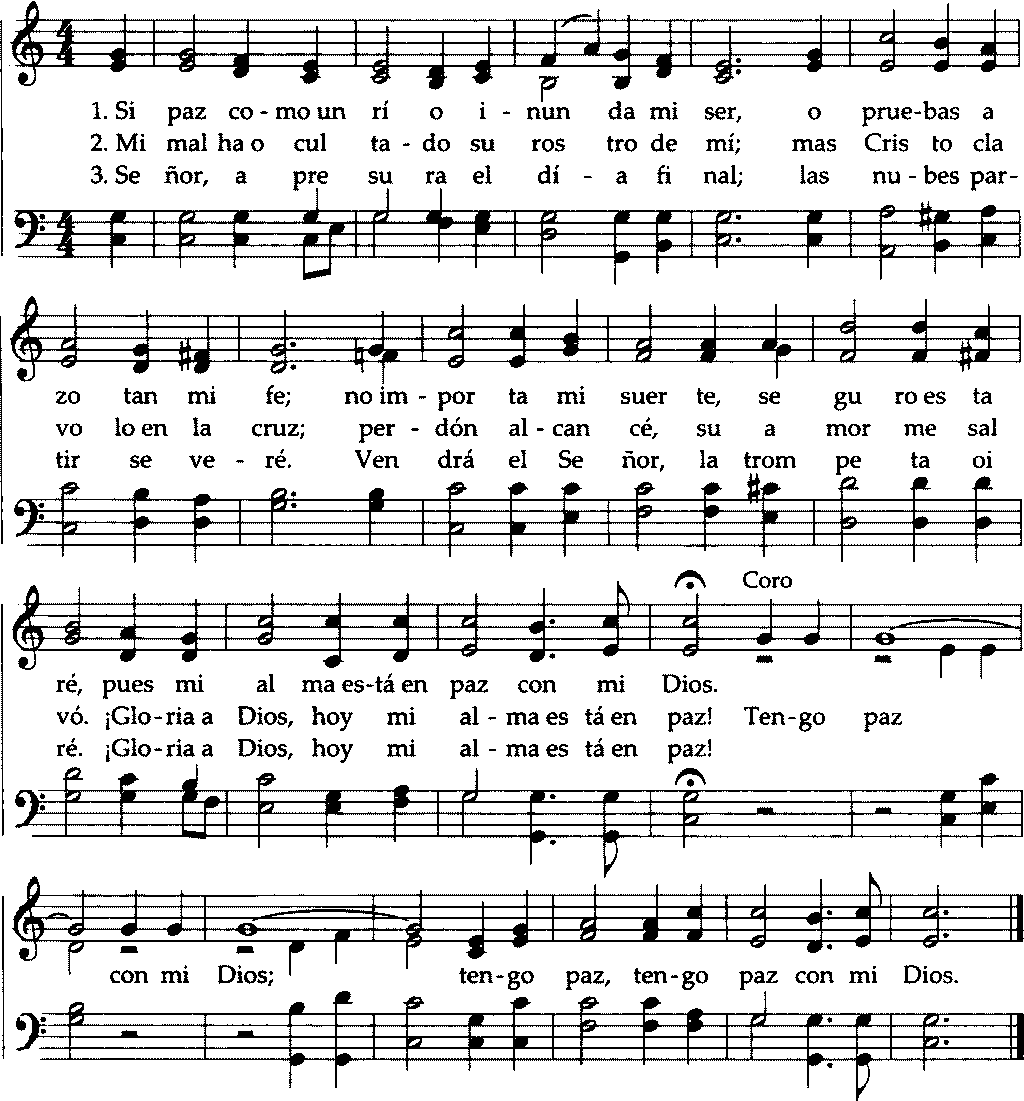 1. Si paz co - mo un rí o i - nun da mi ser, o prue-bas a
2. Mi mal ha o cul ta - do su ros tro de mí; mas Cris to cla
3. Se ñor, a pre su ra el dí - a fi nal; las nu - bes par-
zo tan mi fe; no im - por ta mi suer te, se gu ro es ta
vo lo en la cruz; per - dón al - can cé, su a mor me sal
tir se ve - ré. Ven drá el Se ñor, la trom pe ta oi
Coro
ré, pues mi al ma es-tá en paz con mi Dios.
vó. ¡Glo-ria a Dios, hoy mi al - ma es tá en paz! Ten-go paz
ré. ¡Glo-ria a Dios, hoy mi al - ma es tá en paz!
con mi Dios; ten-go paz, ten-go paz con mi Dios.